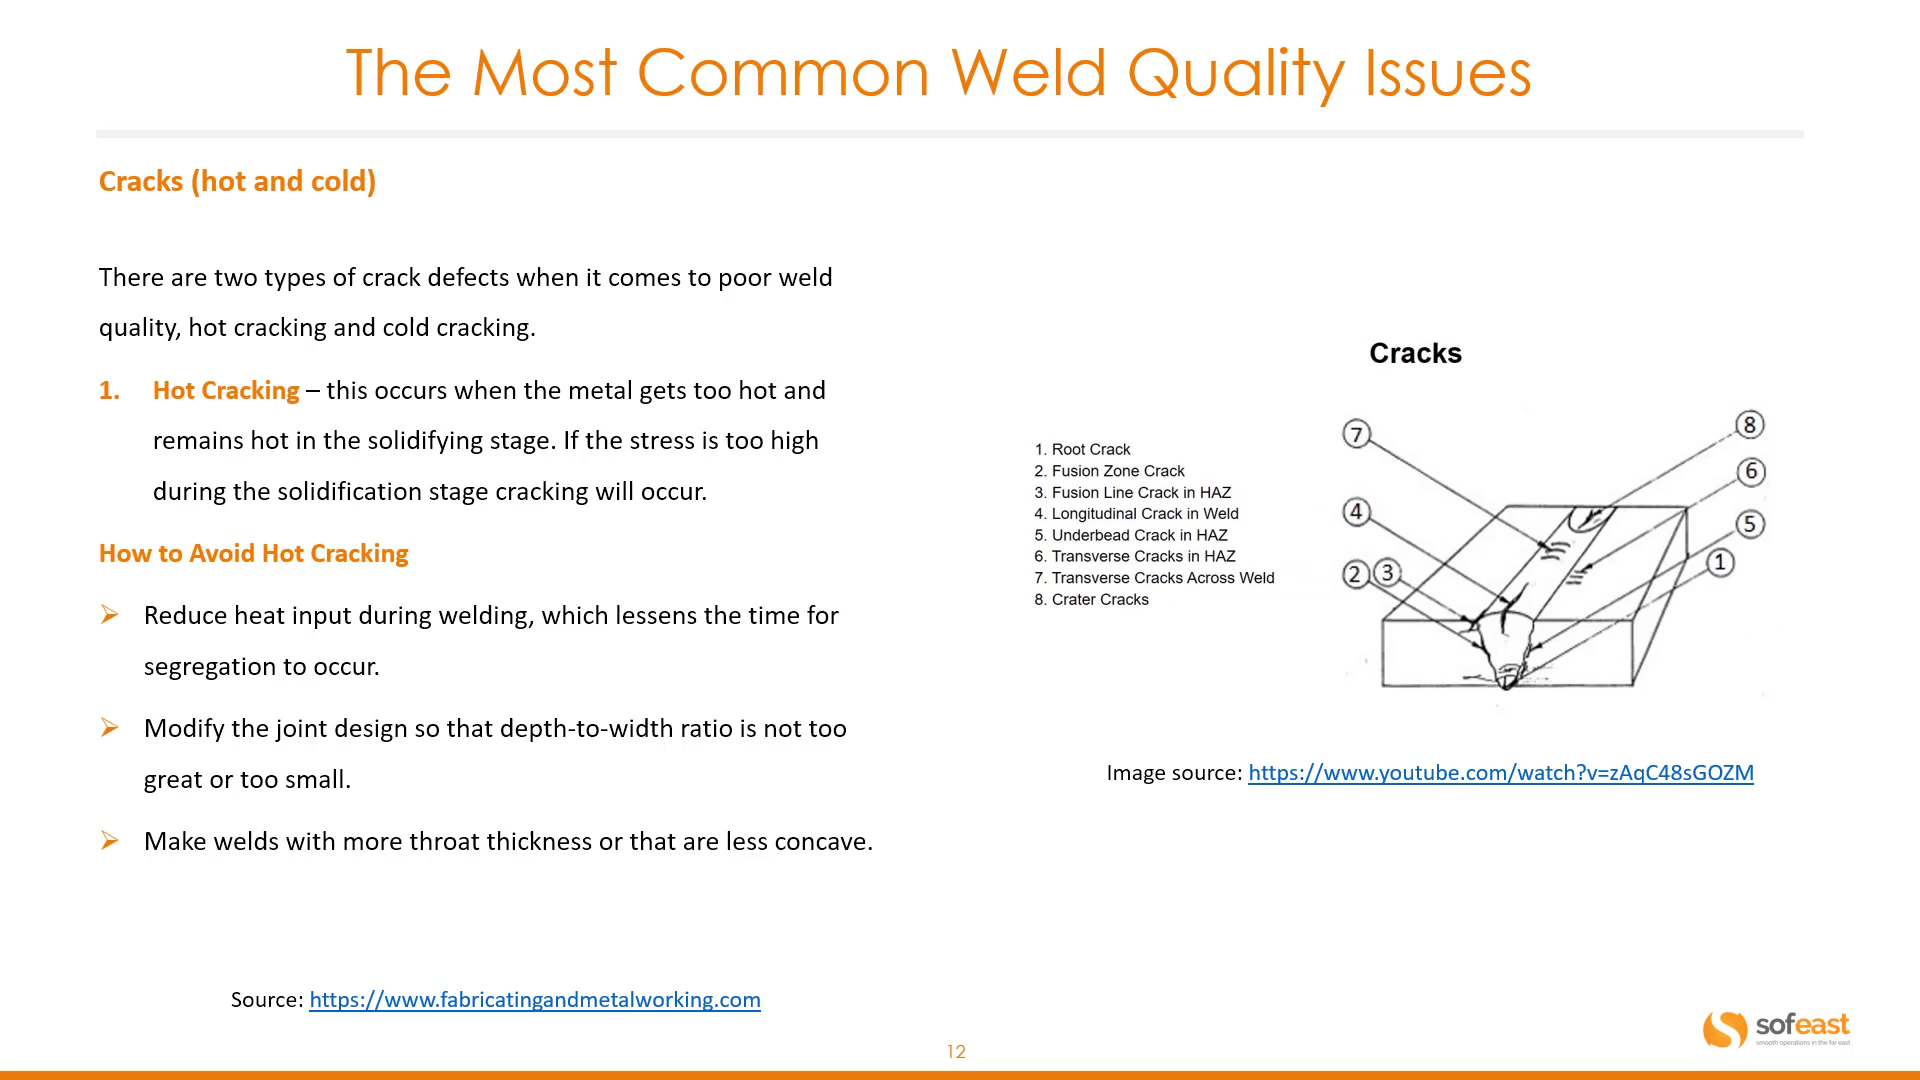 The Most Common Weld Quality Issues
Cracks (hot and cold)
There are two types of crack defects when it comes to poor weld
quality, hot cracking and cold cracking.
1. Hot Cracking – this occurs when the metal gets too hot and
remains hot in the solidifying stage. If the stress is too high
during the solidification stage cracking will occur.
How to Avoid Hot Cracking
Reduce heat input during welding, which lessens the time for
segregation to occur.
Modify the joint design so that depth-to-width ratio is not too
great or too small.
Make welds with more throat thickness or that are less concave.
Source: https://www.fabricatingandmetalworking.com
Cracks
1. Root Crack
2. Fusion Zone Crack
3. Fusion Line Crack in HAZ
4. Longitudinal Crack in Weld
5. Underbead Crack in HAZ
6. Transverse Cracks in HAZ
7. Transverse Cracks Across Weld
8. Crater Cracks
7
8
6
4
5
2 3
1
Image source: https://www.youtube.com/watch?v=zAqC48sGOZM
12
sofeast
smooth operations in the far east